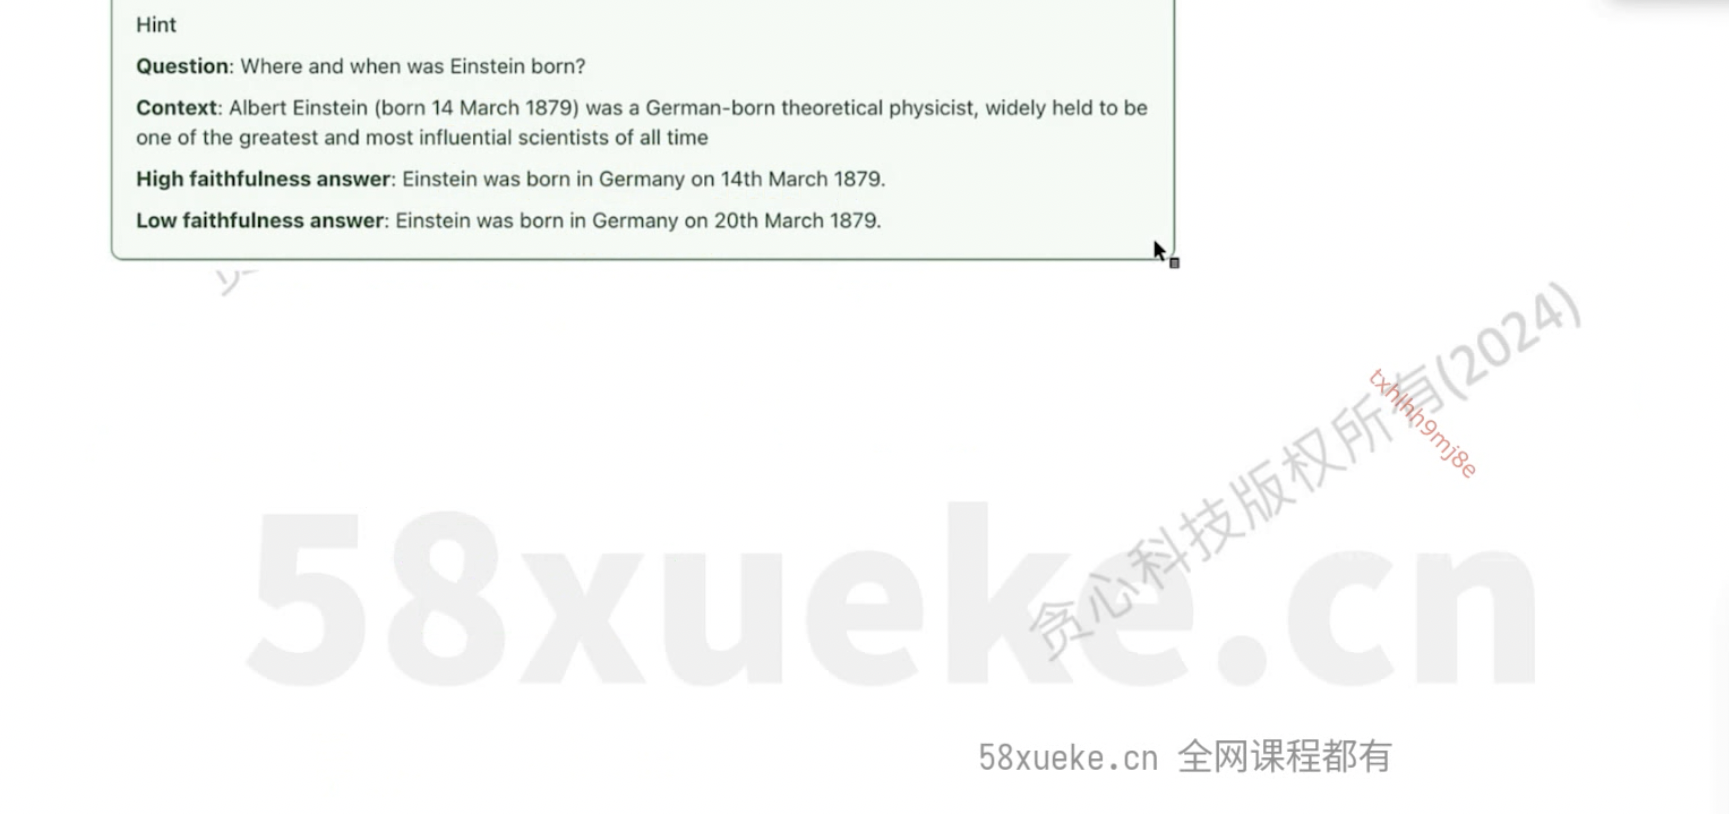 Hint
Question: Where and when was Einstein born?
Context: Albert Einstein (born 14 March 1879) was a German-born theoretical physicist, widely held to be
one of the greatest and most influential scientists of all time
High faithfulness answer: Einstein was born in Germany on 14th March 1879.
Low faithfulness answer: Einstein was born in Germany on 20th March 1879.
贪心科技版权所有(2024)
txhlhh9mj8e
58xueke.cn
58xueke.cn 全网课程都有